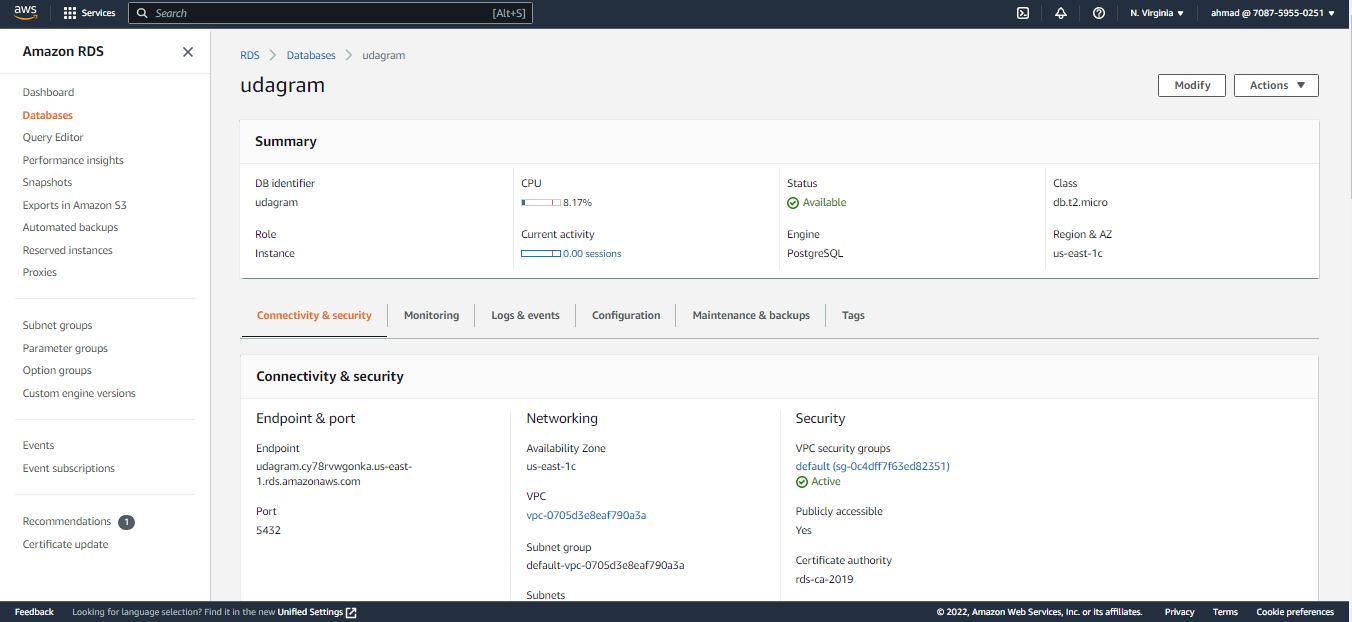 aws
Services
Search
[Alt+S]
N. Virginia
ahmad @ 7087-5955-0251
Amazon RDS
Dashboard
Databases
Query Editor
Performance insights
Snapshots
Exports in Amazon S3
Automated backups
Reserved instances
Proxies
Subnet groups
Parameter groups
Option groups
Custom engine versions
Events
Event subscriptions
Recommendations 1
Certificate update
RDS > Databases > udagram
udagram
Modify
Actions
Summary
DB identifier
udagram
CPU
8.17%
Status
Available
Class
db.t2.micro
Role
Instance
Current activity
0.00 sessions
Engine
PostgreSQL
Region & AZ
us-east-1c
Connectivity & security
Monitoring
Logs & events
Configuration
Maintenance & backups
Tags
Connectivity & security
Endpoint & port
Endpoint
udagram.cy78rvwgonka.us-east-
1.rds.amazonaws.com
Port
5432
Networking
Availability Zone
us-east-1c
VPC
vpc-0705d3e8eaf790a3a
Subnet group
default-vpc-0705d3e8eaf790a3a
Subnets
Security
VPC security groups
default (sg-0c4dff7f63ed82351)
Active
Publicly accessible
Yes
Certificate authority
rds-ca-2019
Feedback
Looking for language selection? Find it in the new Unified Settings
© 2022, Amazon Web Services, Inc. or its affiliates.
Privacy
Terms
Cookie preferences